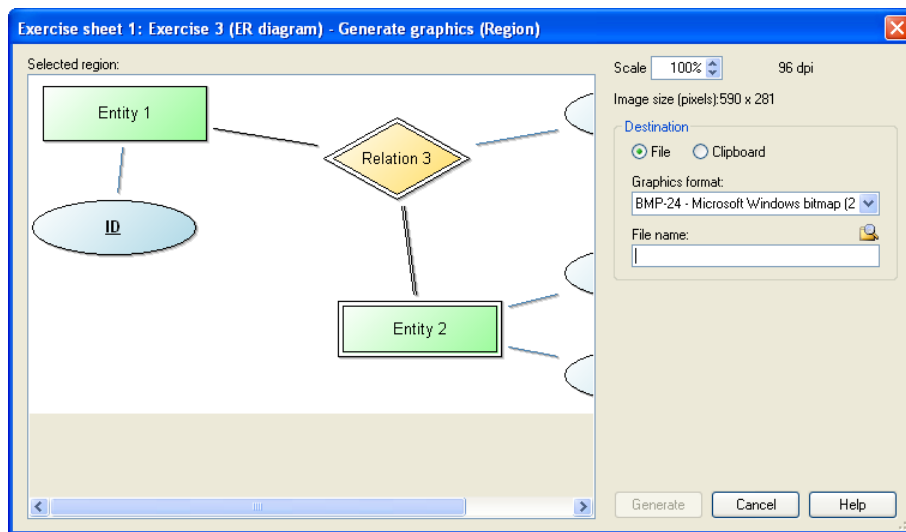 Exercise sheet 1: Exercise 3 (ER diagram) - Generate graphics (Region)
Selected region:
Entity 1
Relation 3
ID
Entity 2
Scale 100% 96 dpi
Image size (pixels):590 x 281
Destination
File Clipboard
Graphics format:
BMP-24 - Microsoft Windows bitmap (2
File name:
Generate Cancel Help